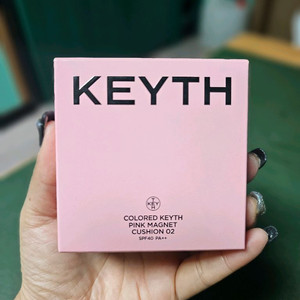 KEYTH
COLORED KEYTH
PINK MAGNET
CUSHION 02
SPF40 PA++